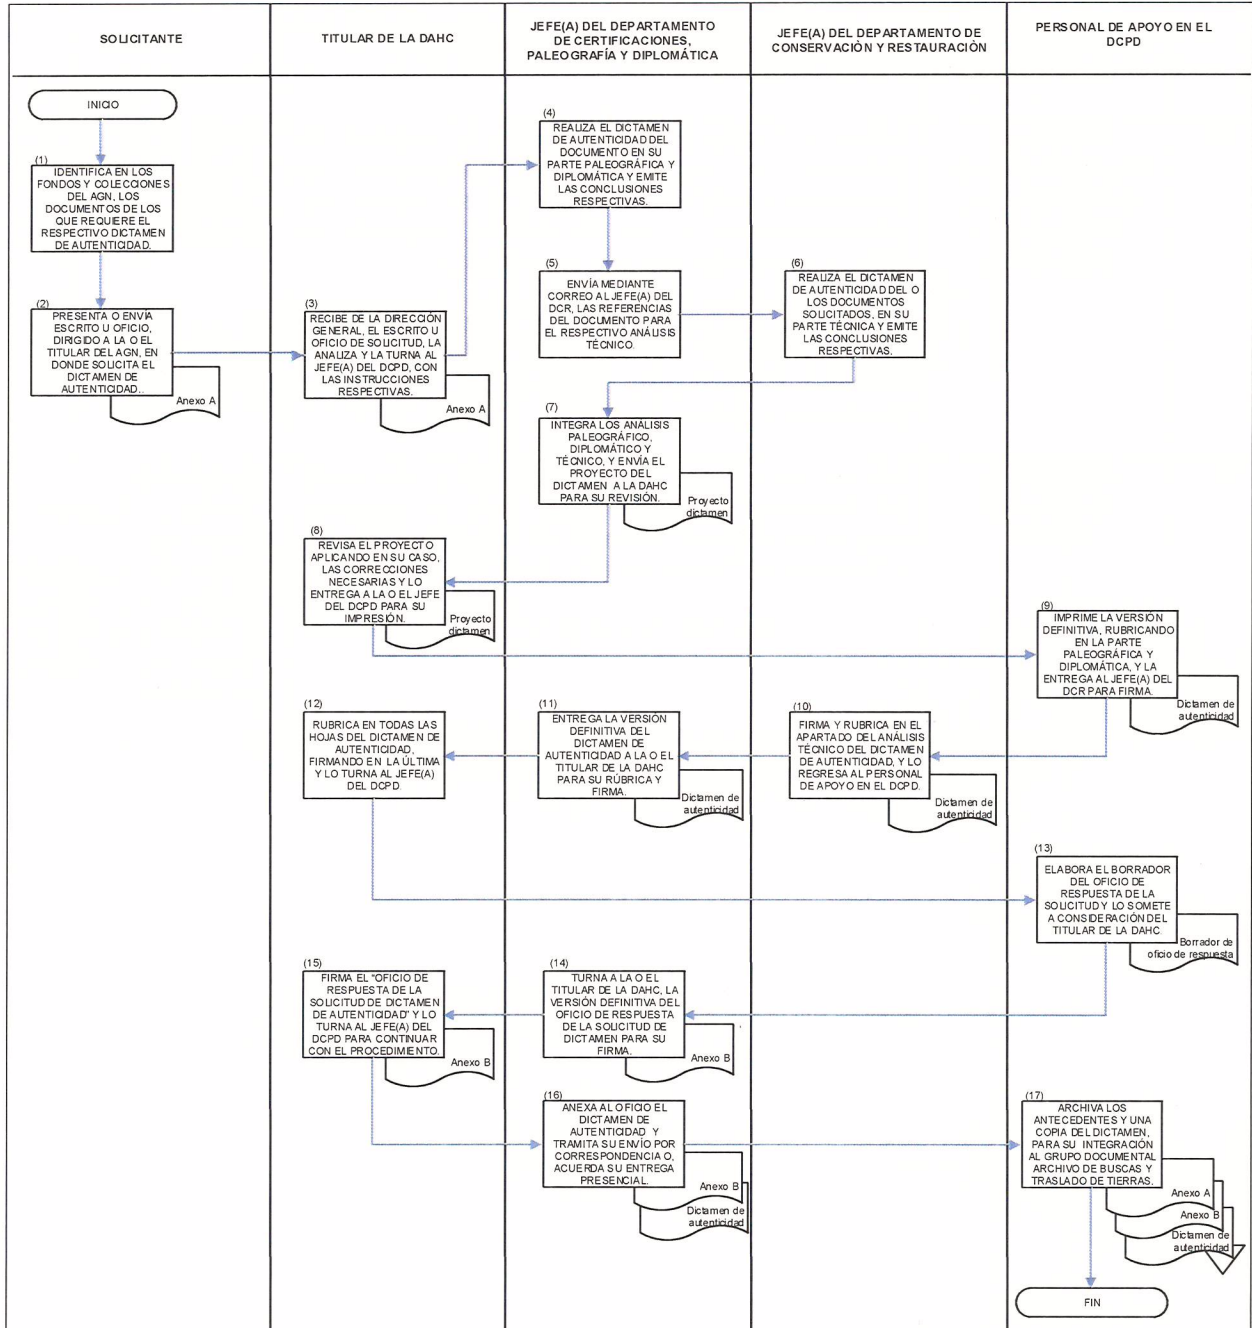 SOLICITANTE
TITULAR DE LA DAHC
JEFE(A) DEL DEPARTAMENTO
DE CERTIFICACIONES,
PALEOGRAFÍA Y DIPLOMÁTICA
JEFE(A) DEL DEPARTAMENTO DE
CONSERVACIÓN Y RESTAURACIÓN
PERSONAL DE APOYO EN EL
DCPD
INICIO
(1)
IDENTIFICA EN LOS
FONDOS Y COLECCIONES
DEL AGN, LOS
DOCUMENTOS DE LOS
QUE REQUIERE EL
RESPECTIVO DICTAMEN
DE AUTENTICIDAD.
(2)
PRESENTA O ENVÍA
ESCRITO U OFICIO,
DIRIGIDO A LA O EL
TITULAR DEL AGN, EN
DONDE SOLICITA EL
DICTAMEN DE
AUTENTICIDAD..
Anexo A
(3)
RECIBE DE LA DIRECCIÓN
GENERAL, EL ESCRITO U
OFICIO DE SOLICITUD, LA
ANALIZA Y LA TURNA AL
JEFE(A) DEL DCPD, CON
LAS INSTRUCCIONES
RESPECTIVAS.
Anexo A
(4)
REALIZA EL DICTAMEN
DE AUTENTICIDAD DEL
DOCUMENTO EN SU
PARTE PALEOGRÁFICA Y
DIPLOMÁTICA Y EMITE
LAS CONCLUSIONES
RESPECTIVAS.
(5)
ENVÍA MEDIANTE
CORREO AL JEFE(A) DEL
DCR, LAS REFERENCIAS
DEL DOCUMENTO PARA
EL RESPECTIVO ANÁLISIS
TÉCNICO.
(6)
REALIZA EL DICTAMEN
DE AUTENTICIDAD DEL O
LOS DOCUMENTOS
SOLICITADOS, EN SU
PARTE TÉCNICA Y EMITE
LAS CONCLUSIONES
RESPECTIVAS.
(7)
INTEGRA LOS ANÁLISIS
PALEOGRÁFICO,
DIPLOMÁTICO Y
TÉCNICO, Y ENVÍA EL
PROYECTO DEL
DICTAMEN A LA DAHC
PARA SU REVISIÓN.
Proyecto
dictamen
(8)
REVISA EL PROYECTO
APLICANDO EN SU CASO,
LAS CORRECCIONES
NECESARIAS Y LO
ENTREGA A LA O EL JEFE
DEL DCPD PARA SU
IMPRESIÓN.
Proyecto
dictamen
(9)
IMPRIME LA VERSIÓN
DEFINITIVA, RUBRICANDO
EN LA PARTE
PALEOGRÁFICA Y
DIPLOMÁTICA, Y LA
ENTREGA AL JEFE(A) DEL
DCR PARA FIRMA.
Dictamen de
autenticidad
(10)
FIRMA Y RUBRICA EN EL
APARTADO DEL ANÁLISIS
TÉCNICO DEL DICTAMEN
DE AUTENTICIDAD, Y LO
REGRESA AL PERSONAL
DE APOYO EN EL DCPD.
Dictamen de
autenticidad
(11)
ENTREGA LA VERSIÓN
DEFINITIVA DEL
DICTAMEN DE
AUTENTICIDAD A LA O EL
TITULAR DE LA DAHC
PARA SU RÚBRICA Y
FIRMA.
Dictamen de
autenticidad
(12)
RUBRICA EN TODAS LAS
HOJAS DEL DICTAMEN DE
AUTENTICIDAD,
FIRMANDO EN LA ÚLTIMA
Y LO TURNA AL JEFE(A)
DEL DCPD.
(13)
ELABORA EL BORRADOR
DEL OFICIO DE
RESPUESTA DE LA
SOLICITUD Y LO SOMETE
A CONSIDERACIÓN DEL
TITULAR DE LA DAHC.
Borrador de
oficio de respuesta
(14)
TURNA A LA O EL
TITULAR DE LA DAHC, LA
VERSIÓN DEFINITIVA DEL
OFICIO DE RESPUESTA
DE LA SOLICITUD DE
DICTAMEN PARA SU
FIRMA.
Anexo B
(15)
FIRMA EL "OFICIO DE
RESPUESTA DE LA
SOLICITUD DE DICTAMEN
DE AUTENTICIDAD" Y LO
TURNA AL JEFE(A) DEL
DCPD PARA CONTINUAR
CON EL PROCEDIMIENTO.
Anexo B
(16)
ANEXA AL OFICIO EL
DICTAMEN DE
AUTENTICIDAD Y
TRAMITA SU ENVÍO POR
CORRESPONDENCIA O,
ACUERDA SU ENTREGA
PRESENCIAL.
Anexo B
Dictamen de
autenticidad
(17)
ARCHIVA LOS
ANTECEDENTES Y UNA
COPIA DEL DICTAMEN,
PARA SU INTEGRACIÓN
AL GRUPO DOCUMENTAL
ARCHIVO DE BUSCAS Y
TRASLADO DE TIERRAS.
Anexo A
Anexo B
Dictamen de
autenticidad
FIN